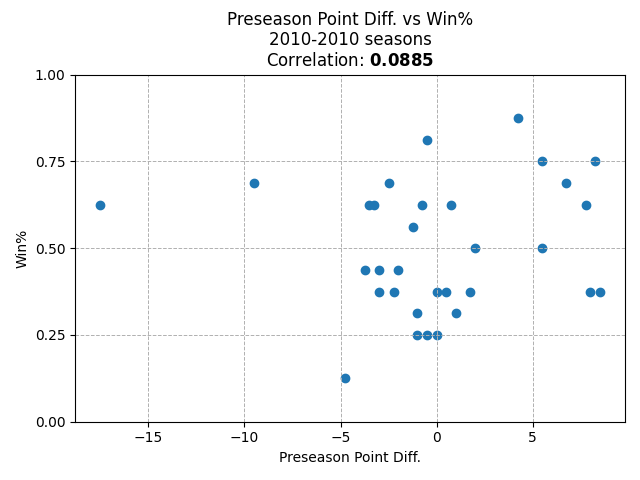 Preseason Point Diff. vs Win%
2010-2010 seasons
Correlation: 0.0885
1.00
0.75
0.50
0.25
0.00
Win%
−15
−10
−5
0
5
Preseason Point Diff.